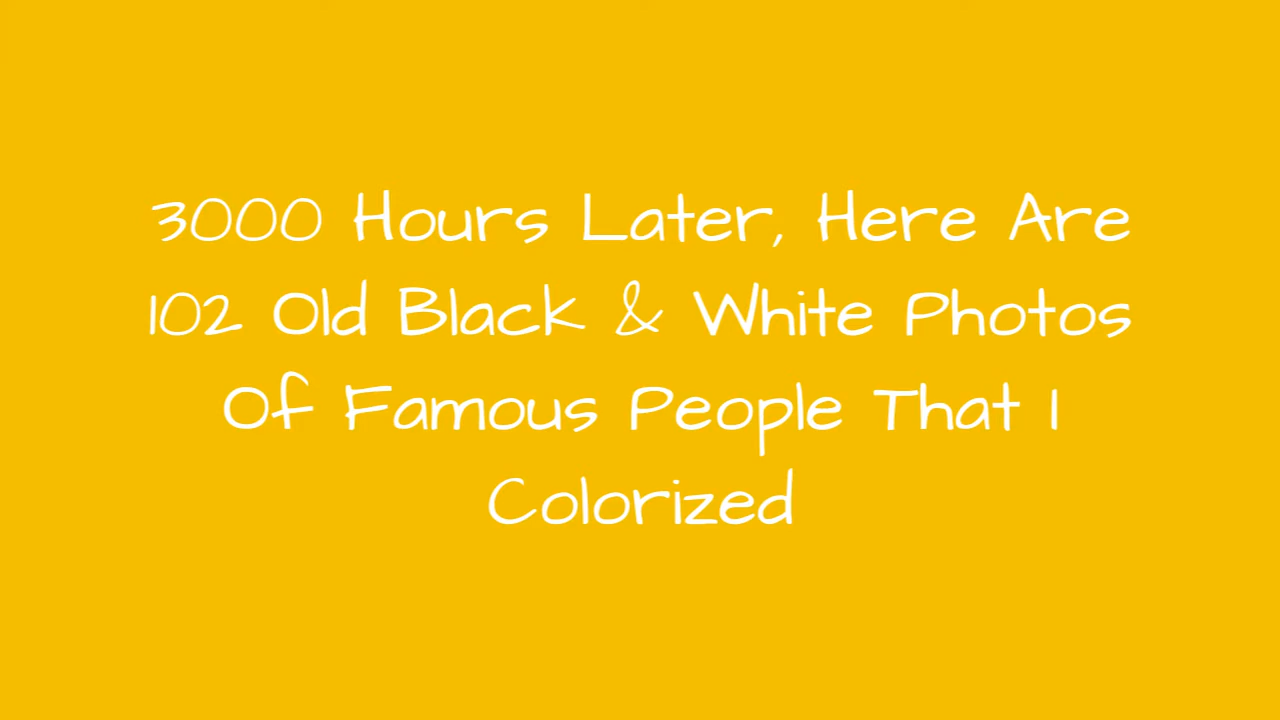 3000 Hours Later, Here Are
102 Old Black & White Photos
Of Famous People That I
Colorized